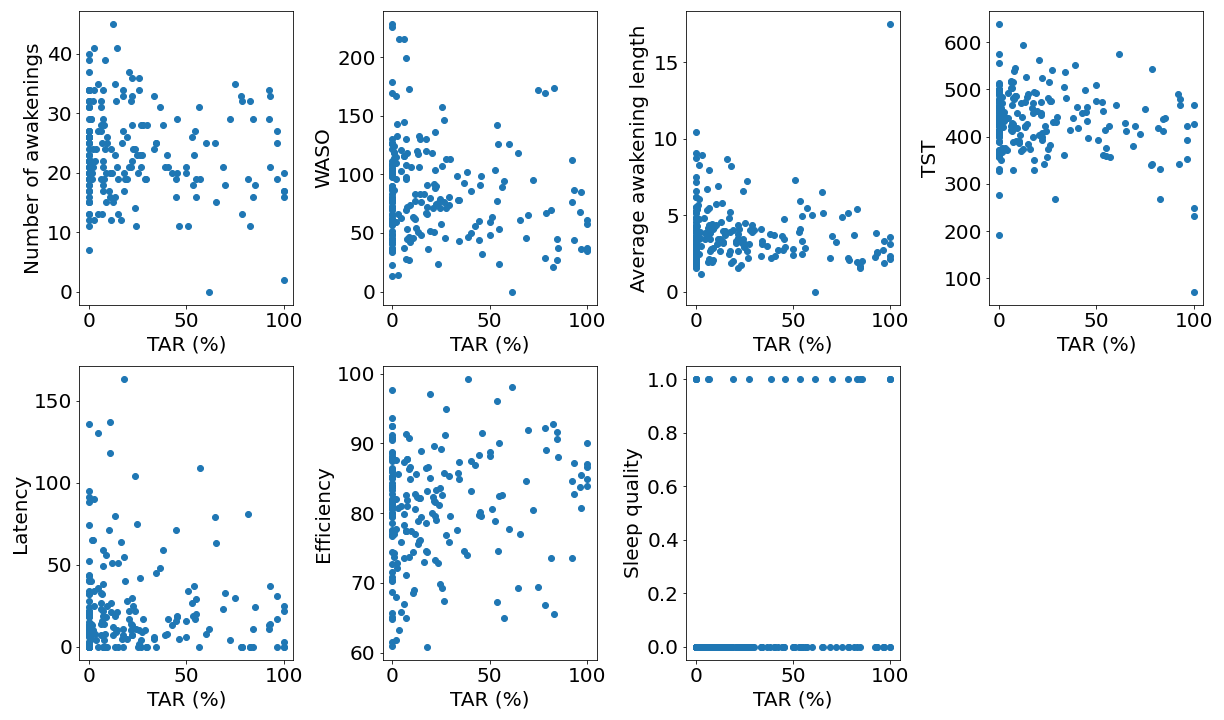 Number of awakenings
40
30
20
10
0
0 50 100
TAR (%)
WASO
200
150
100
50
0
0 50 100
TAR (%)
Average awakening length
15
10
5
0
0 50 100
TAR (%)
TST
600
500
400
300
200
100
0 50 100
TAR (%)
Latency
150
100
50
0
0 50 100
TAR (%)
Efficiency
100
90
80
70
60
0 50 100
TAR (%)
Sleep quality
1.0
0.8
0.6
0.4
0.2
0.0
0 50 100
TAR (%)